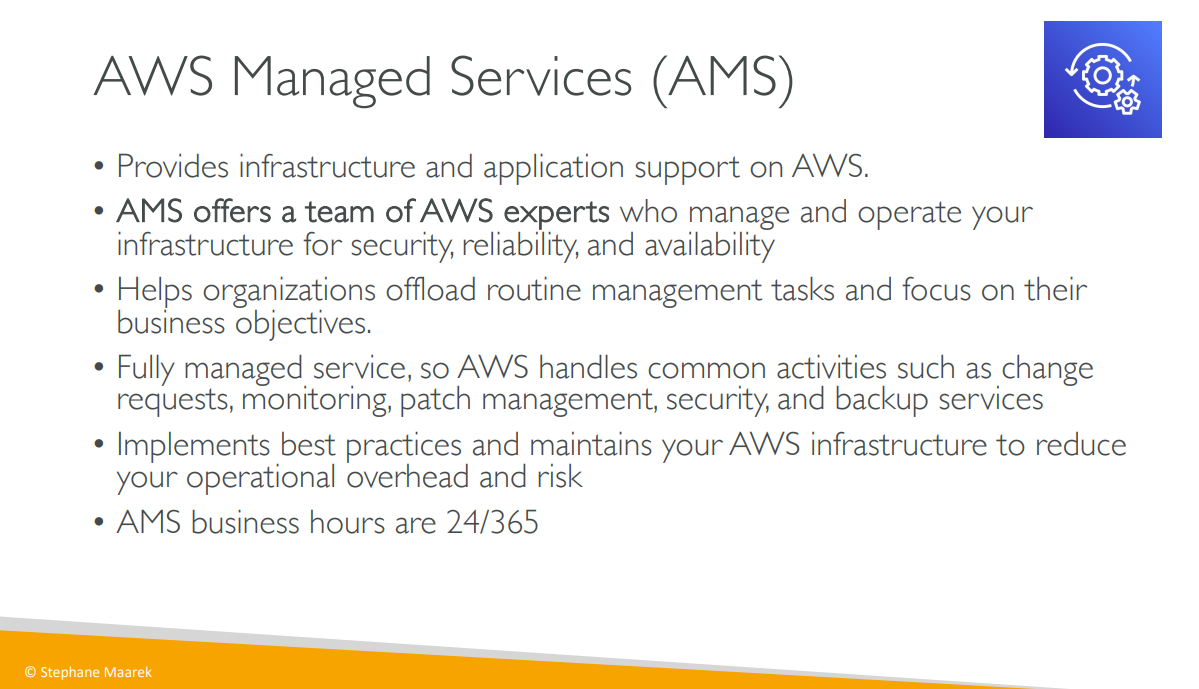 AWS Managed Services (AMS)
• Provides infrastructure and application support on AWS.
• AMS offers a team of AWS experts who manage and operate your
infrastructure for security, reliability, and availability
• Helps organizations offload routine management tasks and focus on their
business objectives.
• Fully managed service, so AWS handles common activities such as change
requests, monitoring, patch management, security, and backup services
• Implements best practices and maintains your AWS infrastructure to reduce
your operational overhead and risk
• AMS business hours are 24/365
© Stephane Maarek